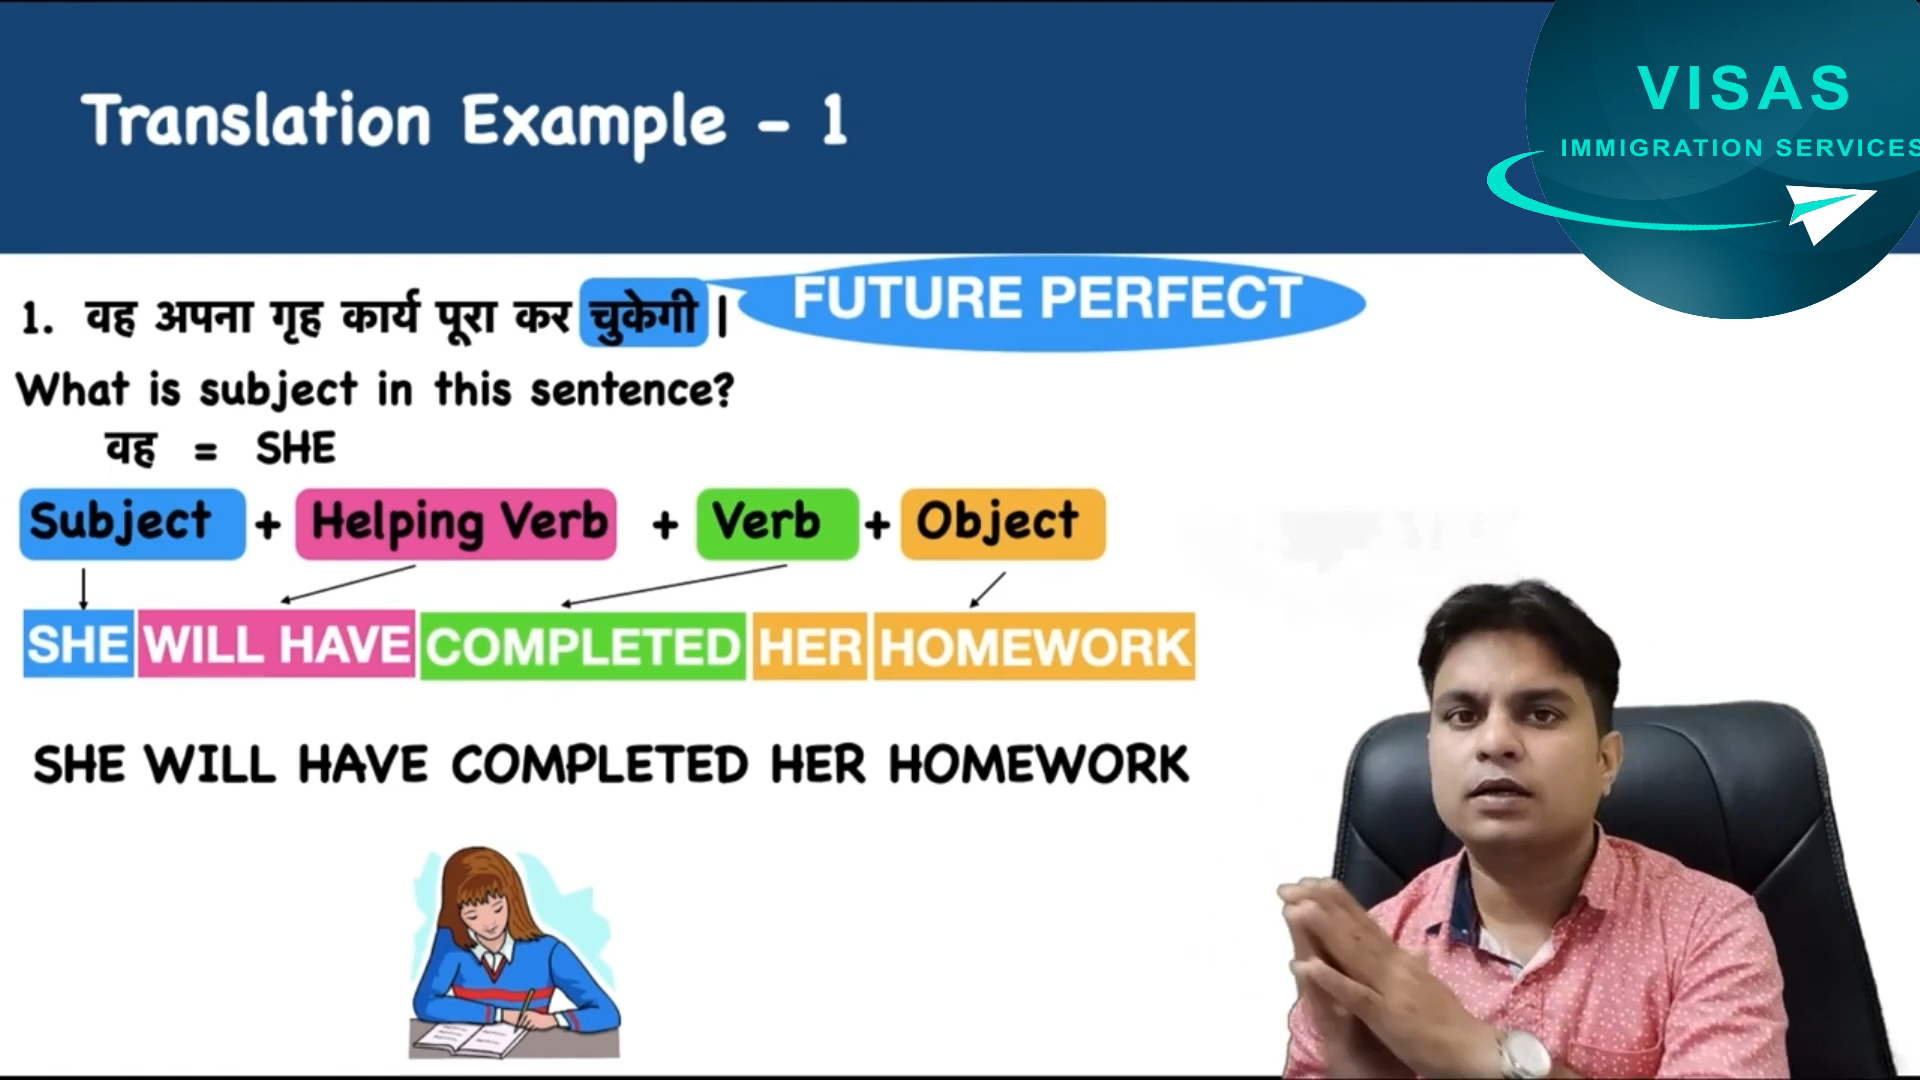 Translation Example - 1
VISAS
IMMIGRATION SERVICES
1. वह अपना गृह कार्य पूरा कर चुकेगी |
FUTURE PERFECT
What is subject in this sentence?
वह = SHE
Subject + Helping Verb + Verb + Object
SHE WILL HAVE COMPLETED HER HOMEWORK
SHE WILL HAVE COMPLETED HER HOMEWORK